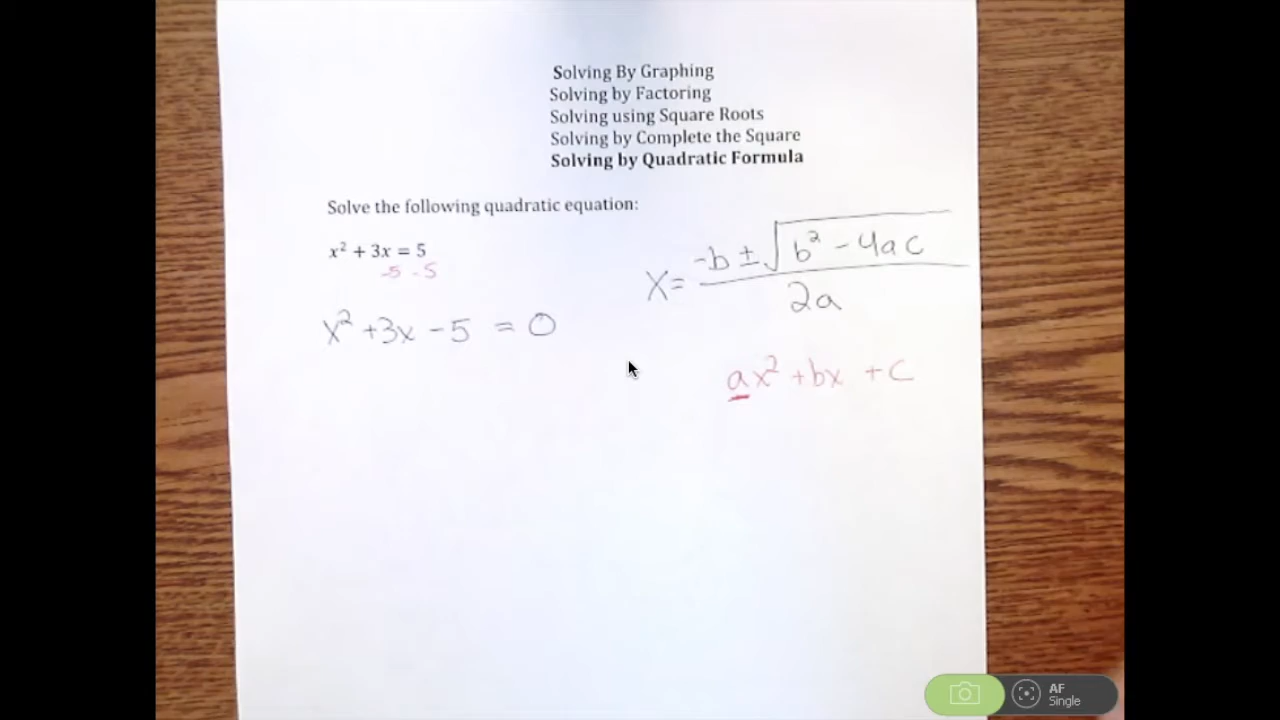 Solving By Graphing
Solving by Factoring
Solving using Square Roots
Solving by Complete the Square
Solving by Quadratic Formula
Solve the following quadratic equation:
x² + 3x = 5
-5 -5
x² +3x -5 = 0
x= -b ± √(b² - 4ac) / 2a
ax² +bx +c
AF
Single